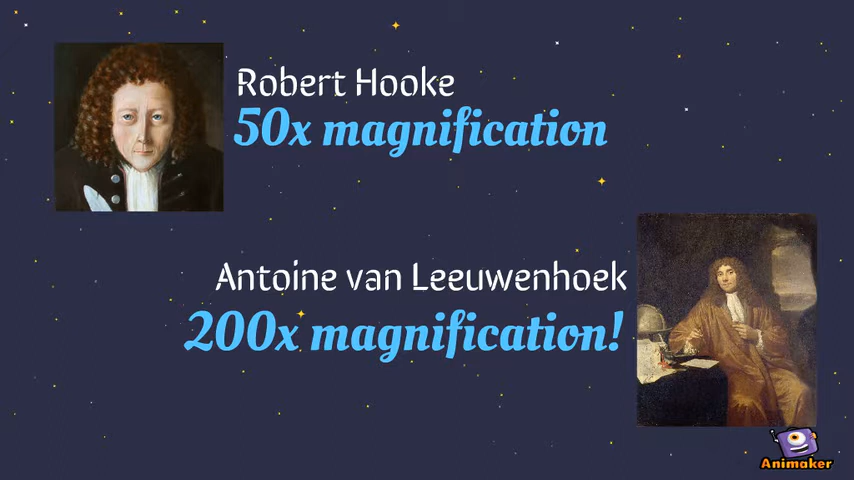 Robert Hooke
50x magnification
Antoine van Leeuwenhoek
200x magnification!
Animaker